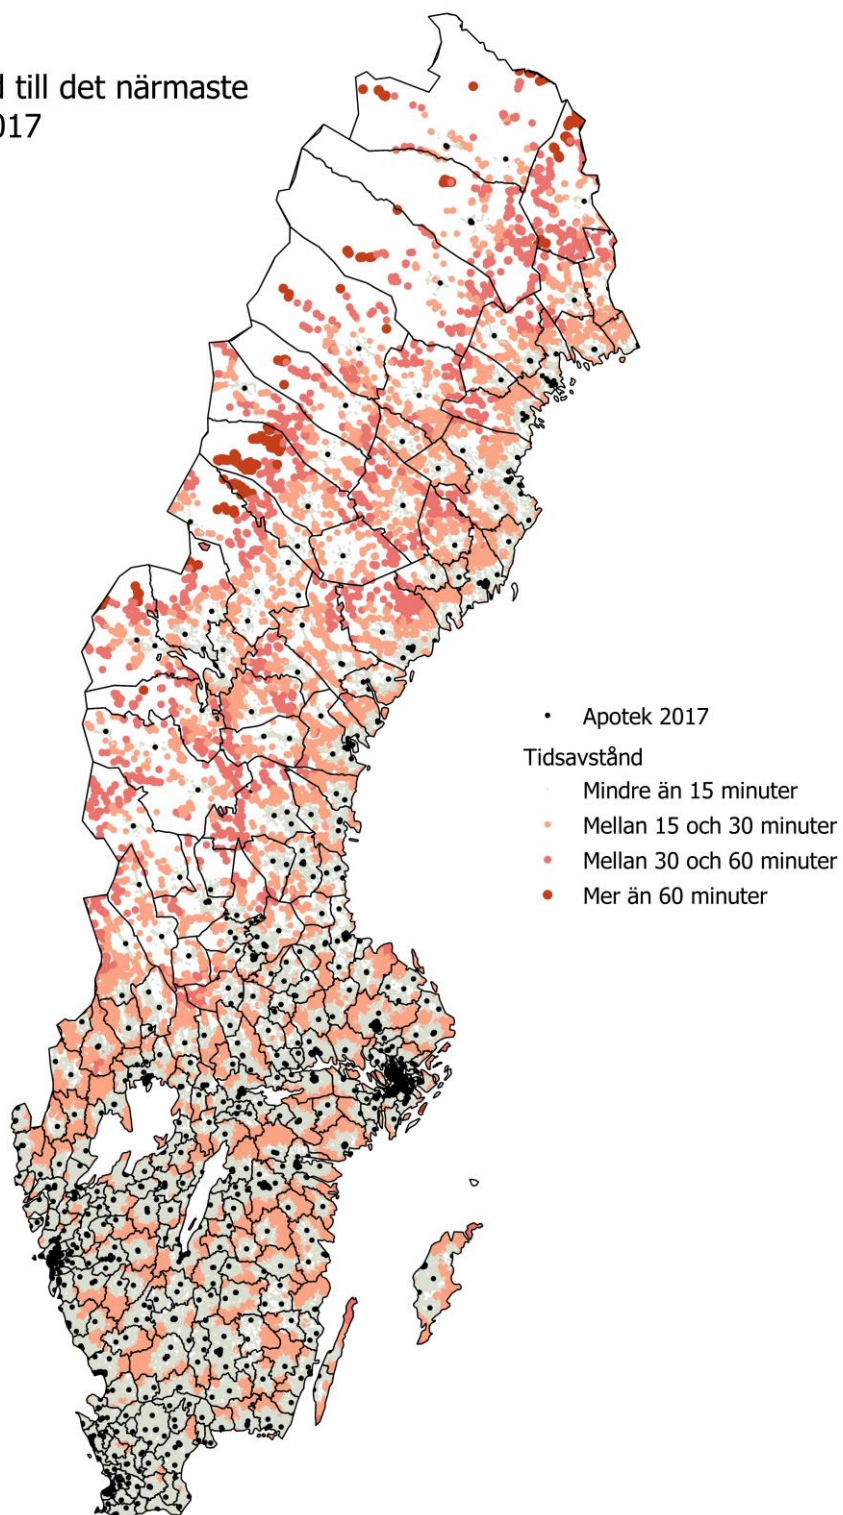 till det närmaste
Apotek 2017
Tidsavstånd
Mindre än 15 minuter
Mellan 15 och 30 minuter
Mellan 30 och 60 minuter
Mer än 60 minuter